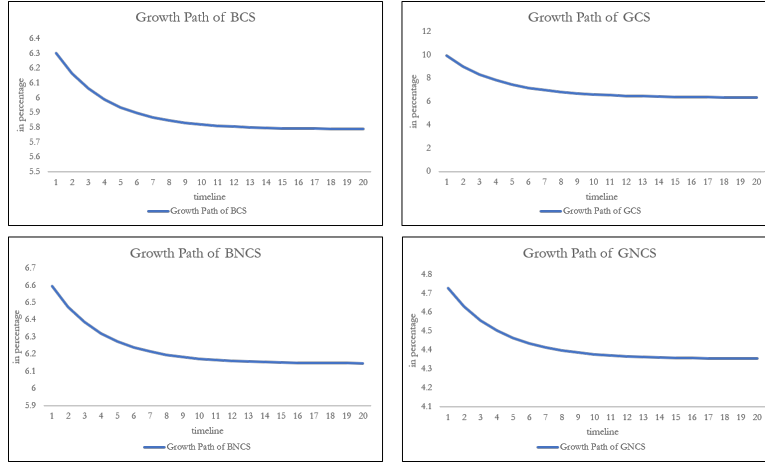 Growth Path of BCS
in percentage
6.4
6.3
6.2
6.1
6
5.9
5.8
5.7
5.6
5.5
1 2 3 4 5 6 7 8 9 10 11 12 13 14 15 16 17 18 19 20
timeline
Growth Path of BCS
Growth Path of GCS
in percentage
12
10
8
6
4
2
0
1 2 3 4 5 6 7 8 9 10 11 12 13 14 15 16 17 18 19 20
timeline
Growth Path of GCS
Growth Path of BNCS
in percentage
6.7
6.6
6.5
6.4
6.3
6.2
6.1
6
5.9
1 2 3 4 5 6 7 8 9 10 11 12 13 14 15 16 17 18 19 20
timeline
Growth Path of BNCS
Growth Path of GNCS
in percentage
4.8
4.7
4.6
4.5
4.4
4.3
4.2
4.1
1 2 3 4 5 6 7 8 9 10 11 12 13 14 15 16 17 18 19 20
timeline
Growth Path of GNCS